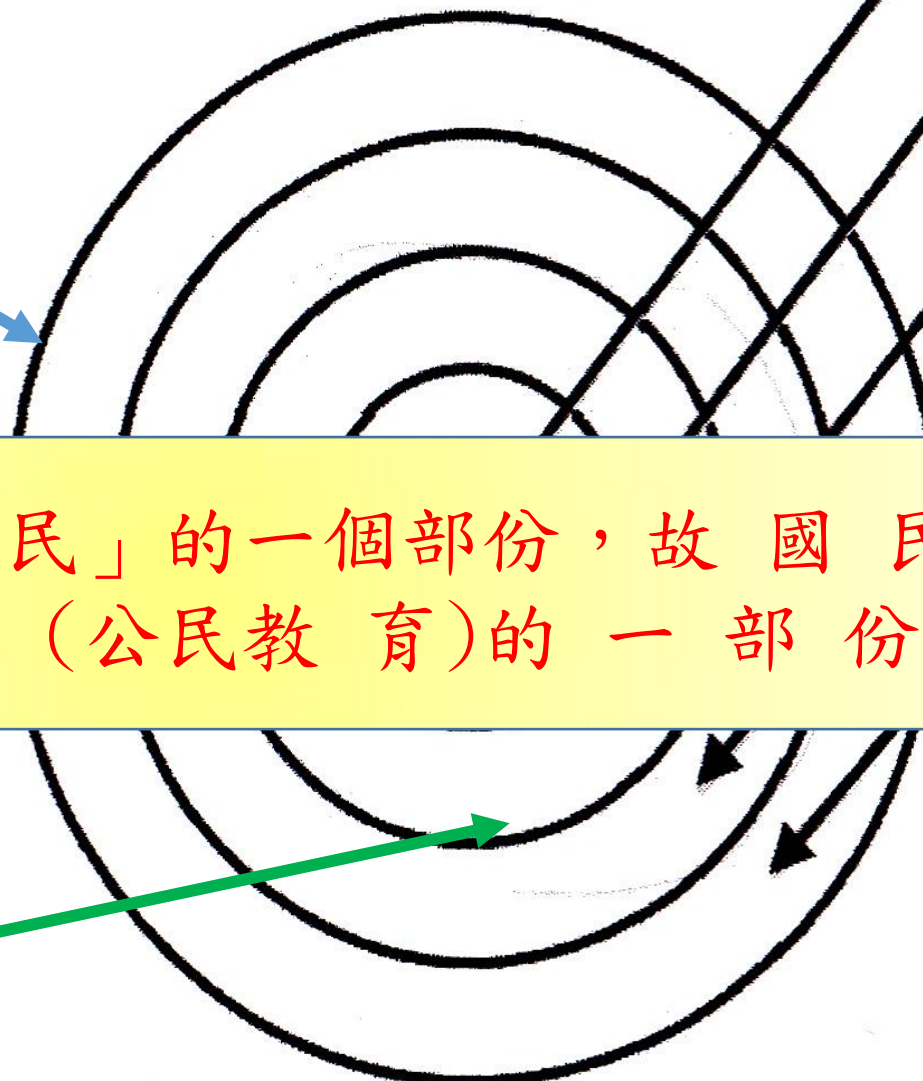 民」的一個部份，故 國 民
(公民教 育)的 一 部 份